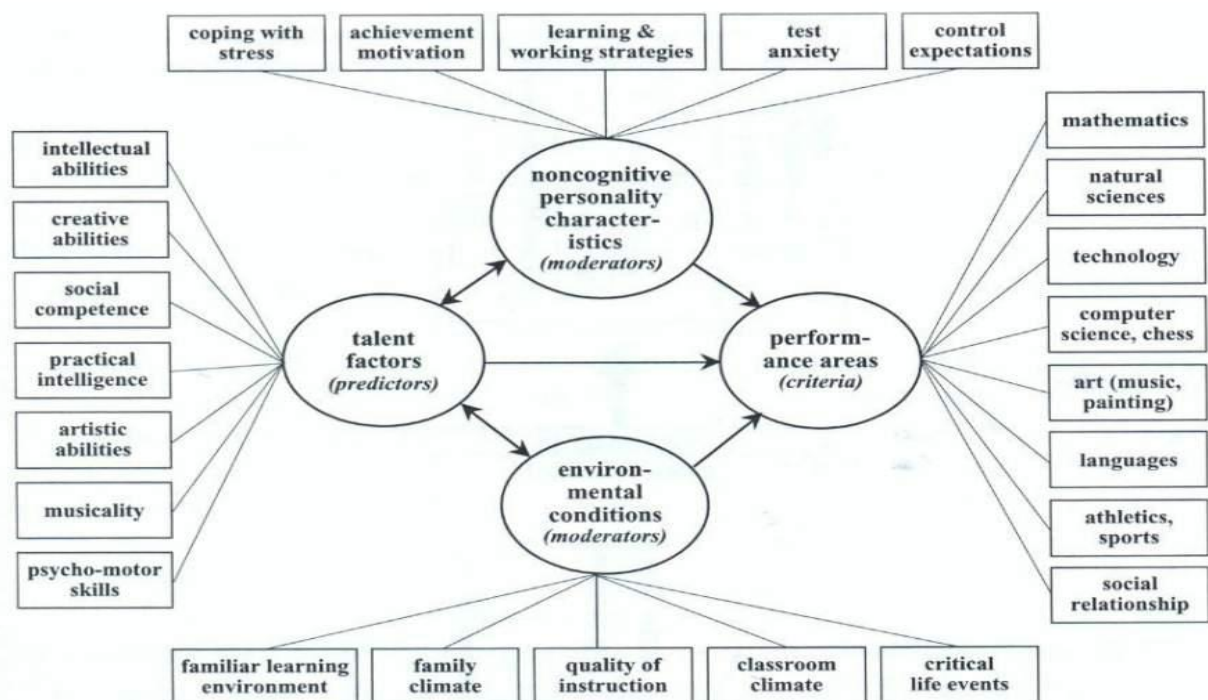 coping with
stress
achievement
motivation
learning &
working strategies
test
anxiety
control
expectations
intellectual
abilities
creative
abilities
social
competence
practical
intelligence
artistic
abilities
musicality
psycho-motor
skills
noncognitive
personality
character-
istics
(moderators)
talent
factors
(predictors)
perform-
ance areas
(criteria)
environ-
mental
conditions
(moderators)
mathematics
natural
sciences
technology
computer
science, chess
art (music,
painting)
languages
athletics,
sports
social
relationship
familiar learning
environment
family
climate
quality of
instruction
classroom
climate
critical
life events